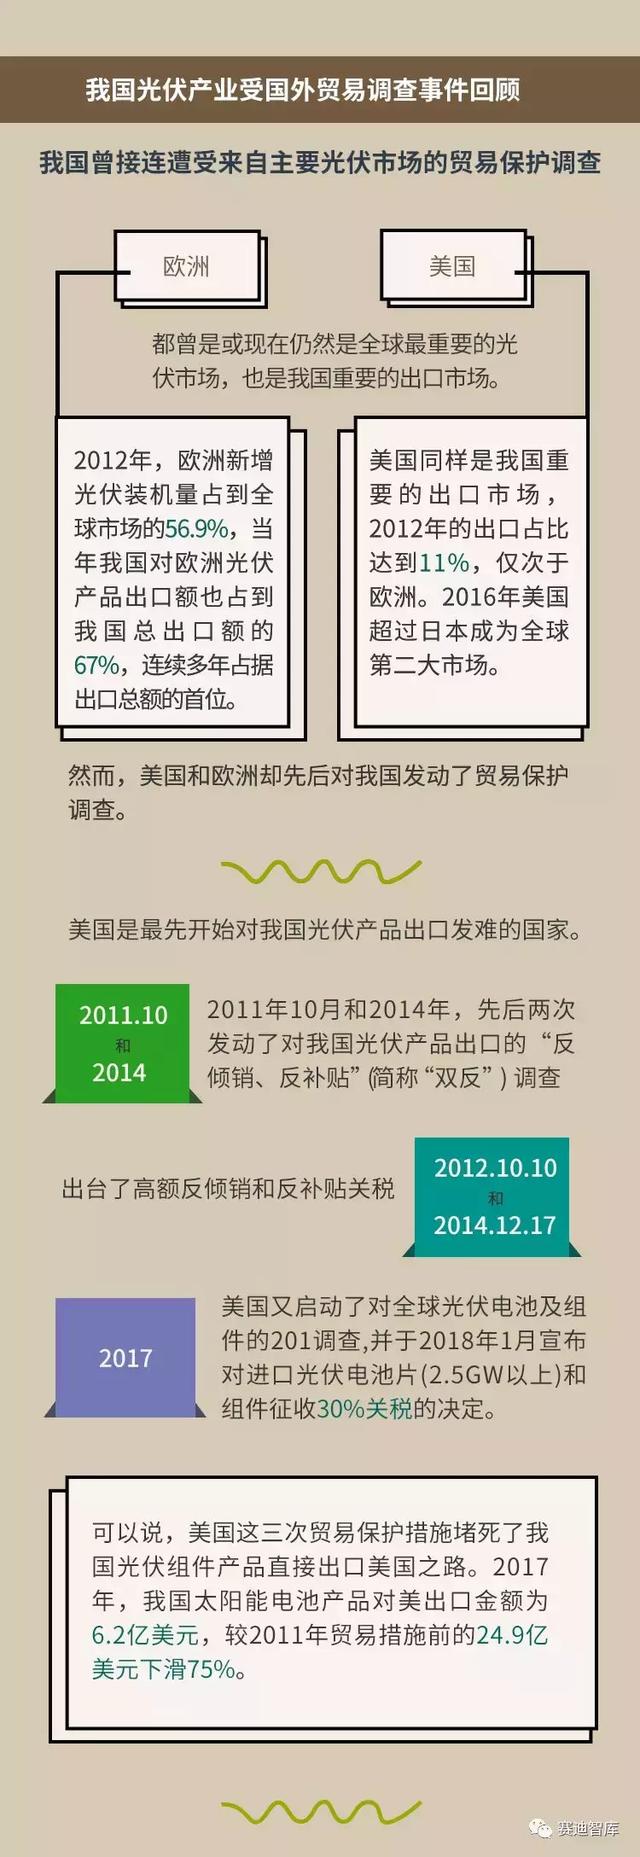 我国光伏产业受国外贸易调查事件回顾
我国曾接连遭受来自主要光伏市场的贸易保护调查
欧洲
美国
都曾是或现在仍然是全球最重要的光
伏市场，也是我国重要的出口市场。
2012年，欧洲新增
光伏装机量占到全
球市场的56.9%，当
年我国对欧洲光伏
产品出口额也占到
我国总出口额的
67%，连续多年占据
出口总额的首位。
美国同样是我国重
要的出口市场，
2012年的出口占比
达到11%，仅次于
欧洲。2016年美国
超过日本成为全球
第二大市场。
然而，美国和欧洲却先后对我国发动了贸易保护
调查。
美国是最先开始对我国光伏产品出口发难的国家。
2011.10
和
2014
2011年10月和2014年，先后两次
发动了对我国光伏产品出口的“反
倾销、反补贴”(简称“双反”) 调查
出台了高额反倾销和反补贴关税
2012.10.10
和
2014.12.17
2017
美国又启动了对全球光伏电池及组
件的201调查,并于2018年1月宣布
对进口光伏电池片(2.5GW以上)和
组件征收30%关税的决定。
可以说，美国这三次贸易保护措施堵死了我
国光伏组件产品直接出口美国之路。2017
年，我国太阳能电池产品对美出口金额为
6.2亿美元，较2011年贸易措施前的24.9亿
美元下滑75%。
赛迪智库